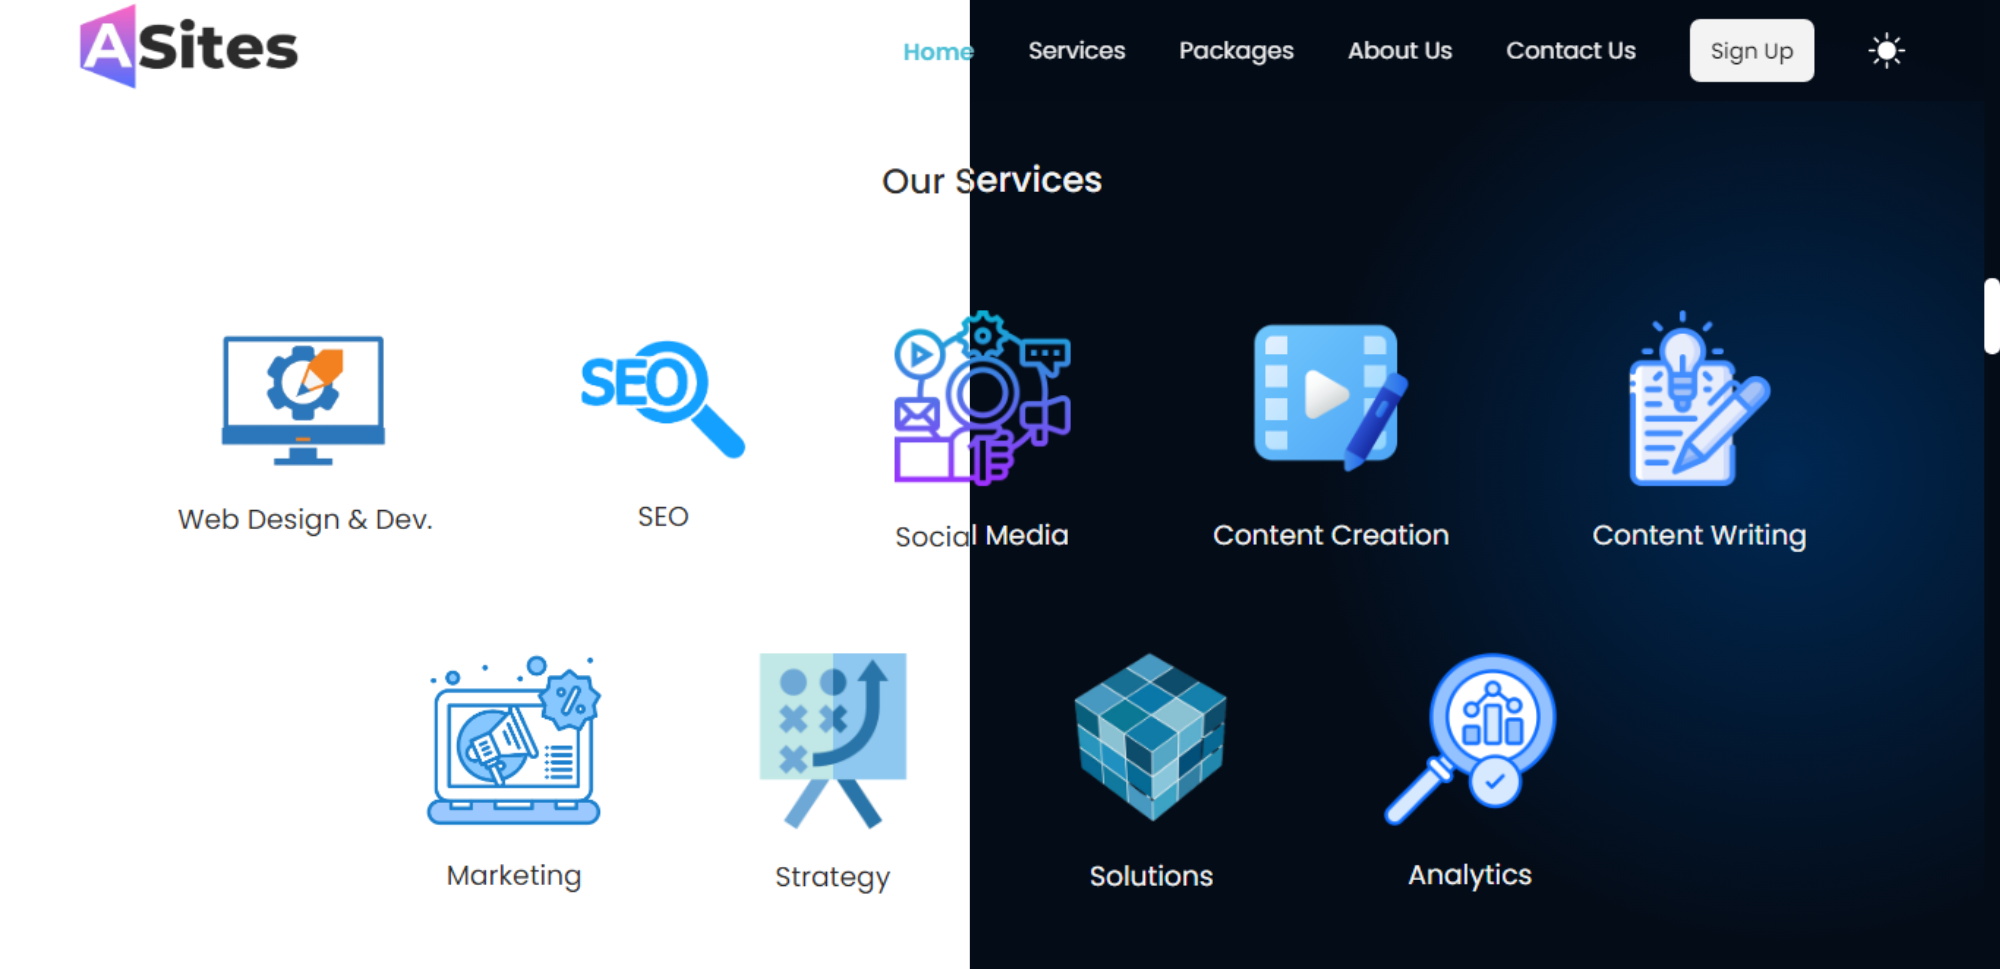 ASites
Home Services Packages About Us Contact Us Sign Up
Our Services
SEO
Web Design & Dev. SEO Social Media Content Creation Content Writing
%
Marketing Strategy Solutions Analytics